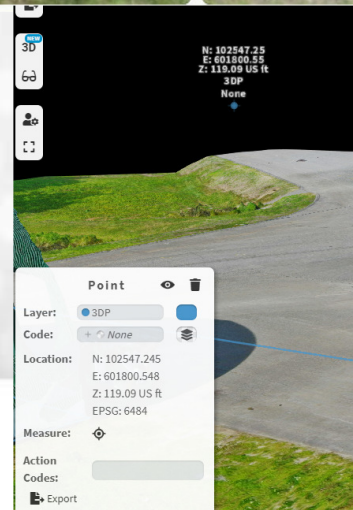 NEW
3D
N: 102547.25
E: 601800.55
Z: 119.09 US ft
3DP
None
Point
Layer:
3DP
Code:
+ None
Location:
N: 102547.245
E: 601800.548
Z: 119.09 US ft
EPSG: 6484
Measure:
Action
Codes:
Export